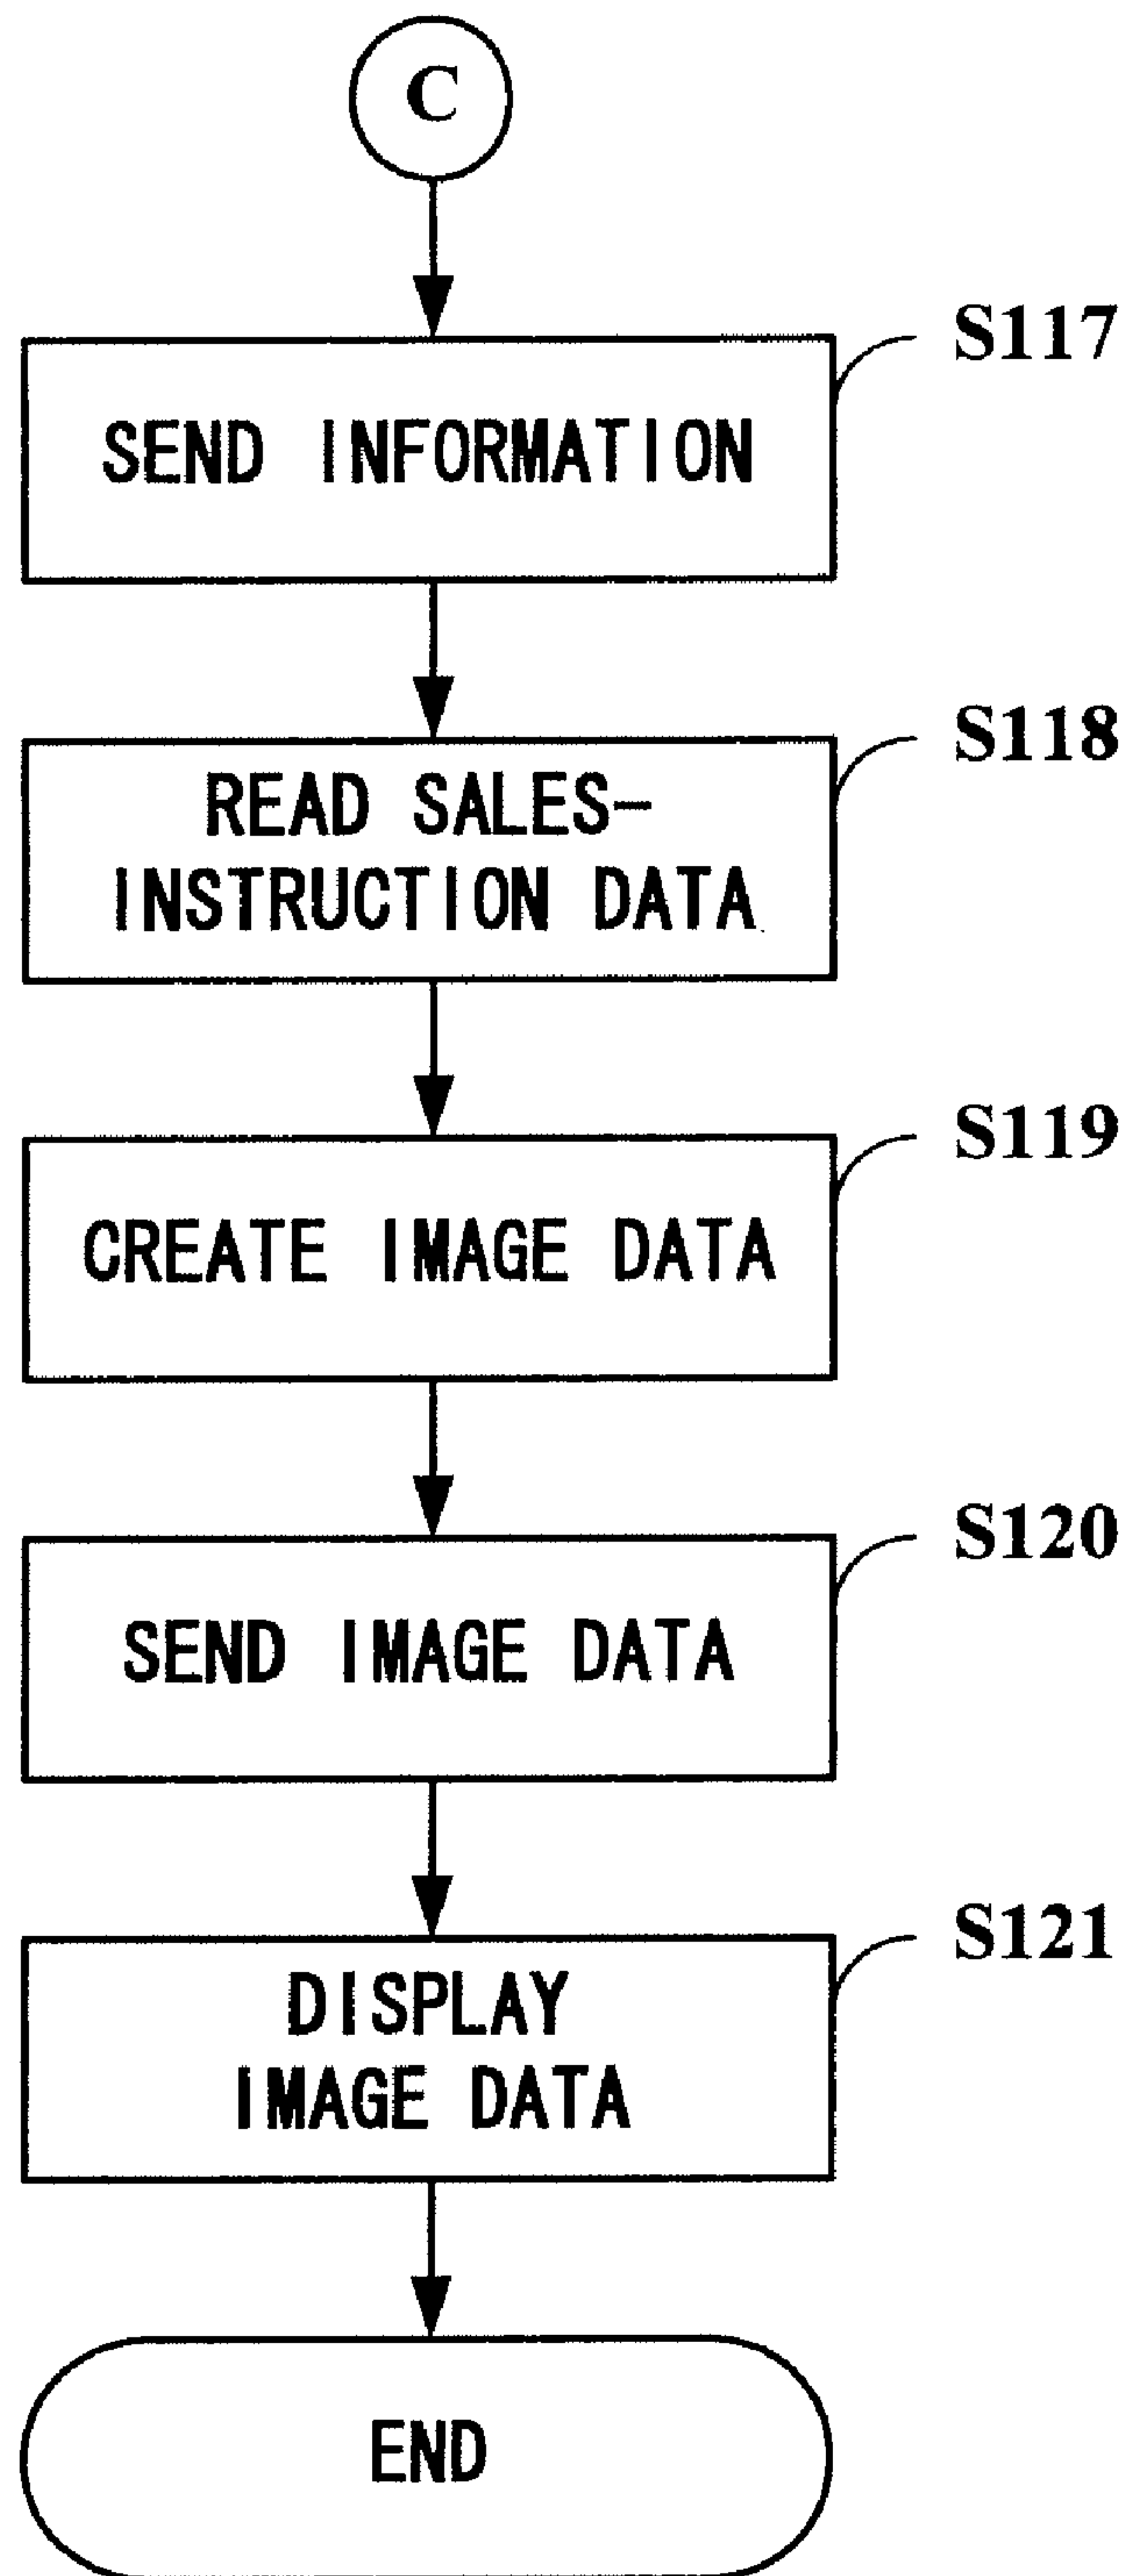 C
S117
SEND INFORMATION
S118
READ SALES-
INSTRUCTION DATA
S119
CREATE IMAGE DATA
S120
SEND IMAGE DATA
S121
DISPLAY
IMAGE DATA
END